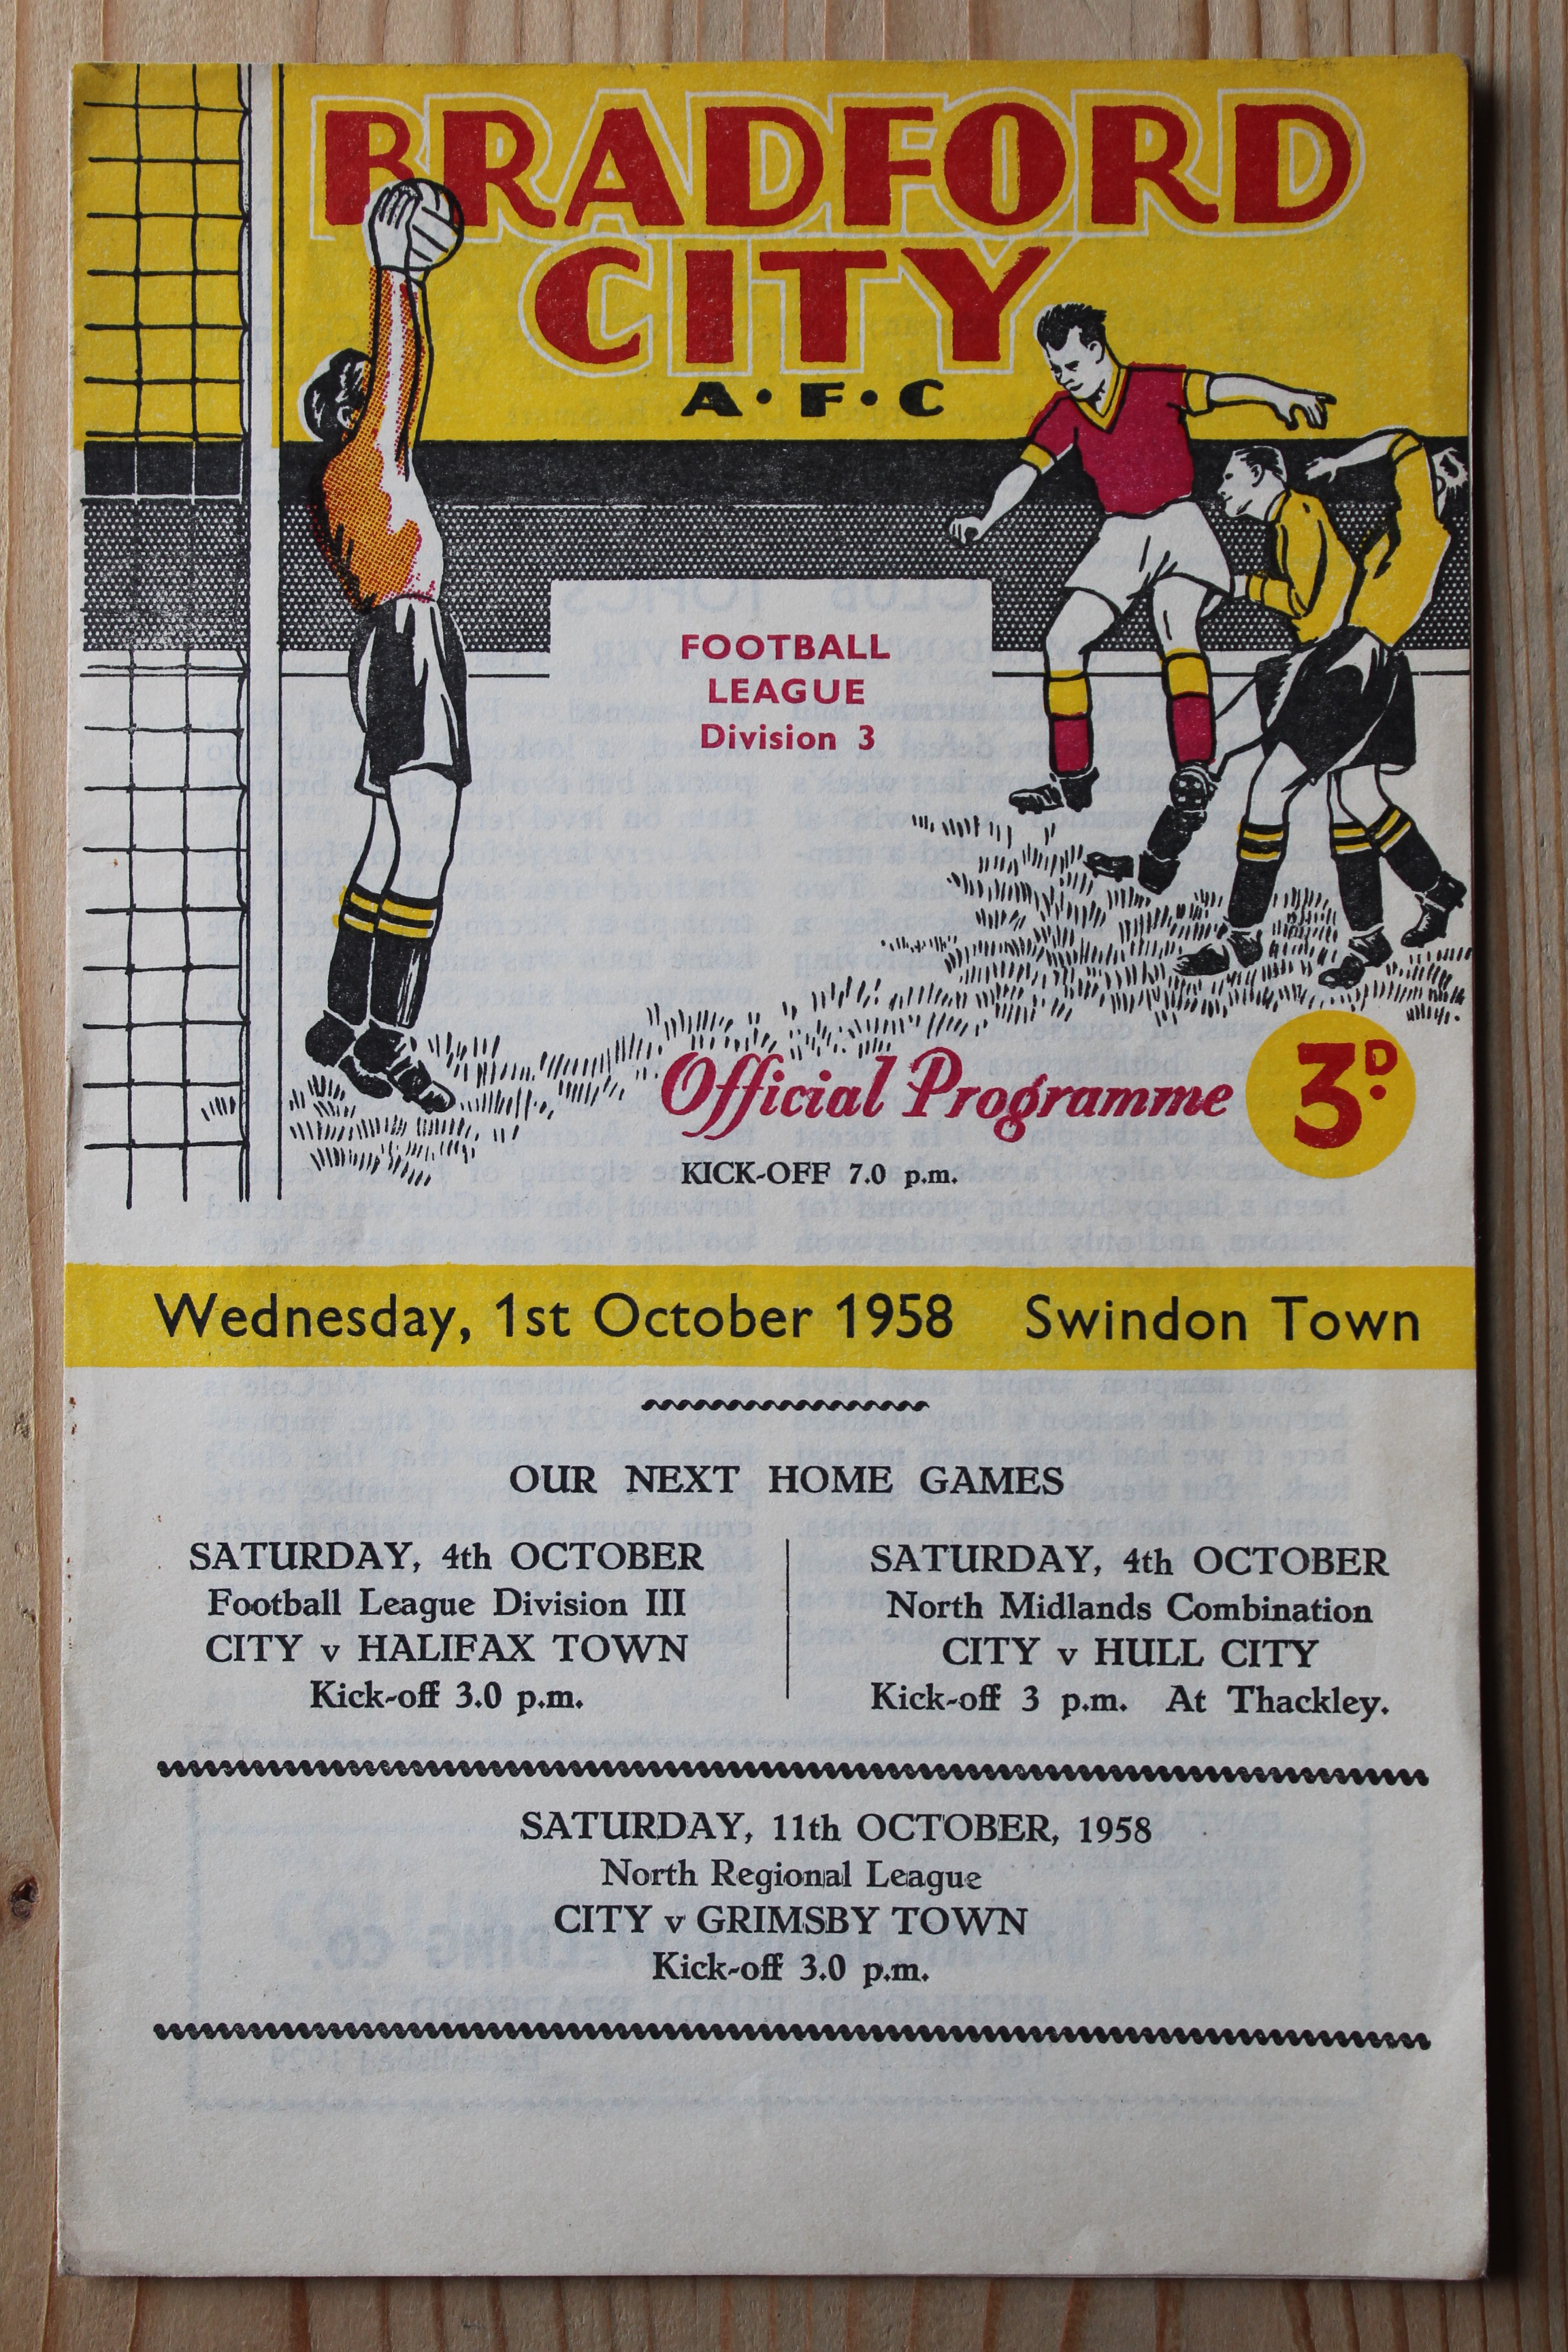 BRADFORD
CITY
A·F·C
FOOTBALL
LEAGUE
Division 3
Official Programme 3D.
KICK-OFF 7.0 p.m.
Wednesday, 1st October 1958 Swindon Town
OUR NEXT HOME GAMES
SATURDAY, 4th OCTOBER
Football League Division III
CITY v HALIFAX TOWN
Kick-off 3.0 p.m.
SATURDAY, 4th OCTOBER
North Midlands Combination
CITY v HULL CITY
Kick-off 3 p.m. At Thackley.
SATURDAY, 11th OCTOBER, 1958
North Regional League
CITY v GRIMSBY TOWN
Kick-off 3.0 p.m.